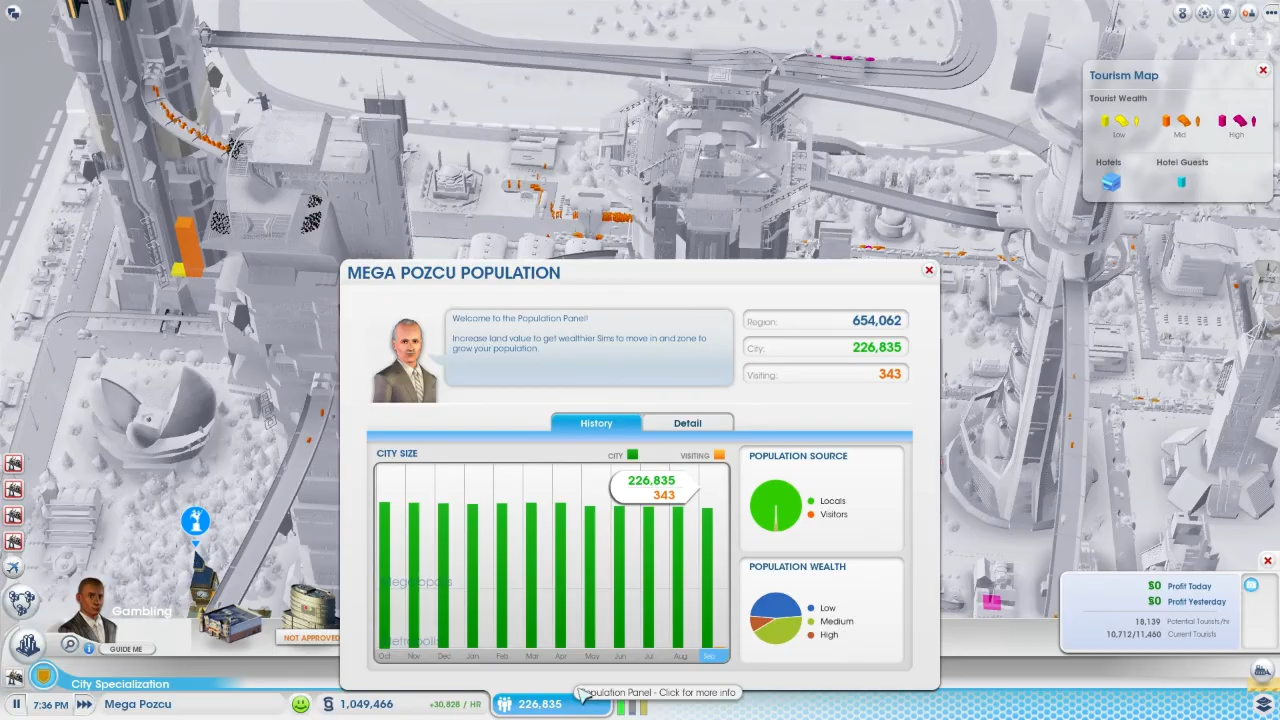 Tourism Map
Tourist Wealth
Low
Mid
High
Hotels
Hotel Guests
MEGA POZCU POPULATION
Welcome to the Population Panel!
Increase land value to get wealthier Sims to move in and zone to
grow your population.
Region: 654,062
City: 226,835
Visiting: 343
History
Detail
CITY SIZE
CITY
VISITING
226,835
343
Megalopolis
Metropolis
Oct Nov Dec Jan Feb Mar Apr May Jun Jul Aug Sep
POPULATION SOURCE
Locals
Visitors
POPULATION WEALTH
Low
Medium
High
Gambling
NOT APPROVED
GUIDE ME
$0 Profit Today
$0 Profit Yesterday
18,139 Potential Tourists/hr
10,712/11,460 Current Tourists
City Specialization
Population Panel - Click for more info
7:36 PM
Mega Pozcu
1,049,466
+30,828 / HR
226,835